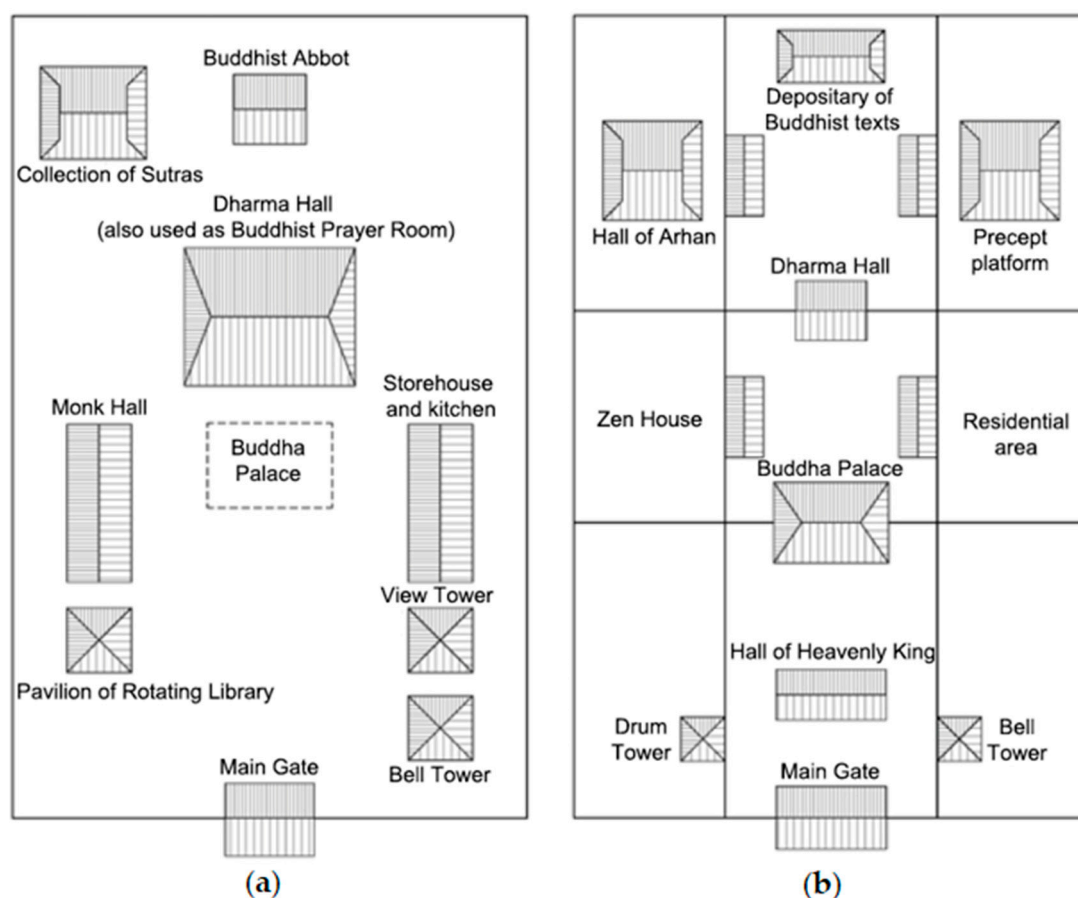 Buddhist Abbot
Collection of Sutras
Dharma Hall
(also used as Buddhist Prayer Room)
Monk Hall
Storehouse
and kitchen
Buddha
Palace
View Tower
Pavilion of Rotating Library
Bell Tower
Main Gate
(a)
Depositary of
Buddhist texts
Hall of Arhan
Precept
platform
Dharma Hall
Zen House
Residential
area
Buddha Palace
Hall of Heavenly King
Drum
Tower
Bell
Tower
Main Gate
(b)